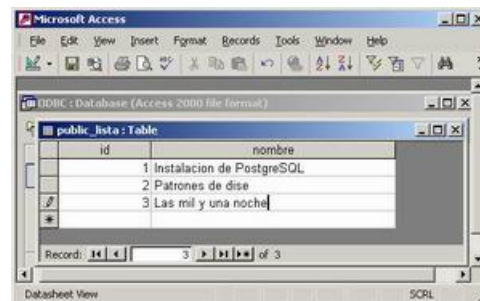 Microsoft Access
File Edit View Insert Format Records Tools Window Help
ODBC : Database (Access 2000 file format)
public_lista : Table
id nombre
1 Instalacion de PostgreSQL
2 Patrones de dise
3 Las mil y una noche
Record: 3 of 3
Datasheet View SCRL